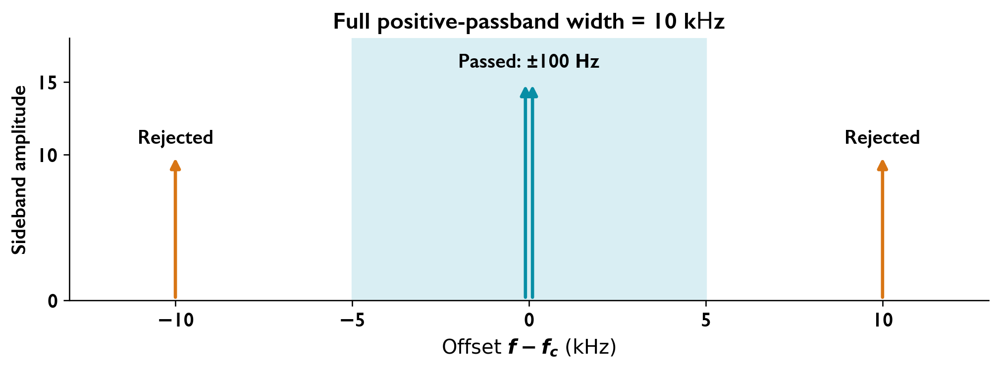 Full positive-passband width = 10 kHz
Passed: ±100 Hz
Rejected
Rejected
Sideband amplitude
15
10
0
−10
−5
0
5
10
Offset f − f_c (kHz)